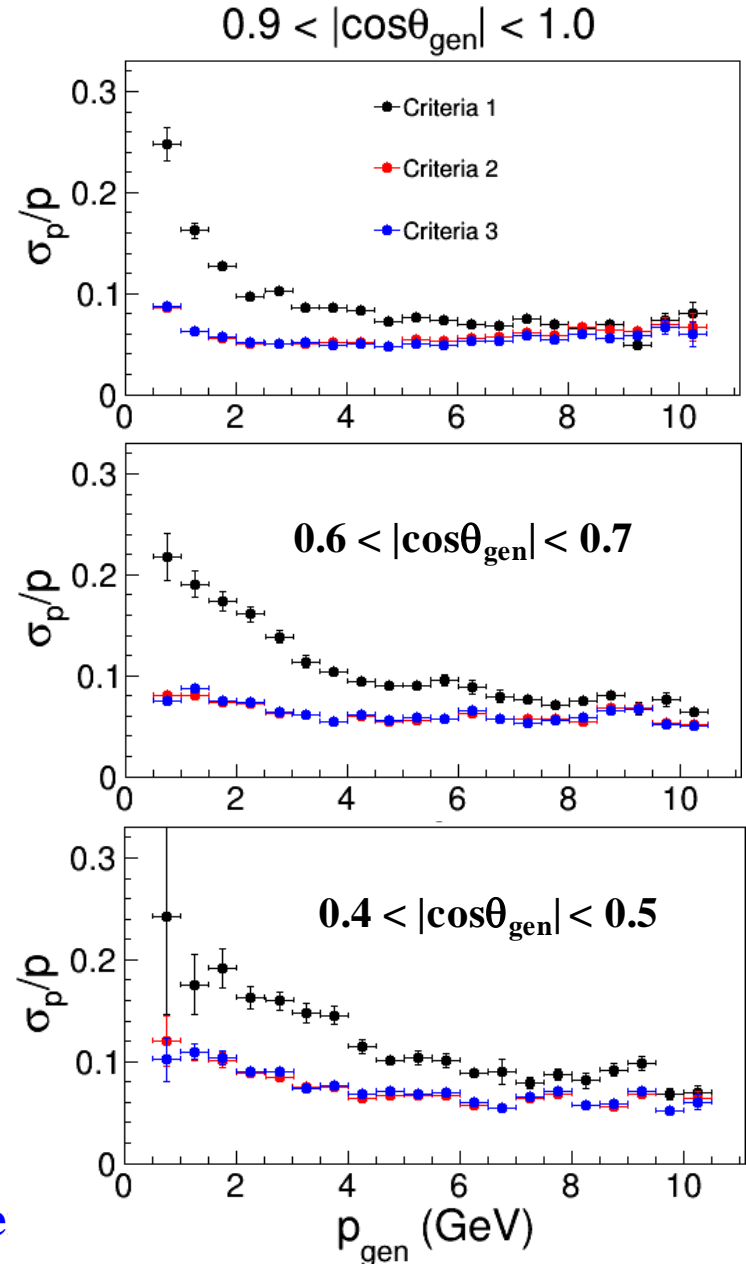 0.9 < |cosθgen| < 1.0
σp/p
0.3
0.2
0.1
0
Criteria 1
Criteria 2
Criteria 3
0 2 4 6 8 10
σp/p
0.3
0.2
0.1
0
0.6 < |cosθgen| < 0.7
0 2 4 6 8 10
σp/p
0.3
0.2
0.1
0
0.4 < |cosθgen| < 0.5
0 2 4 6 8 10
pgen (GeV)
e